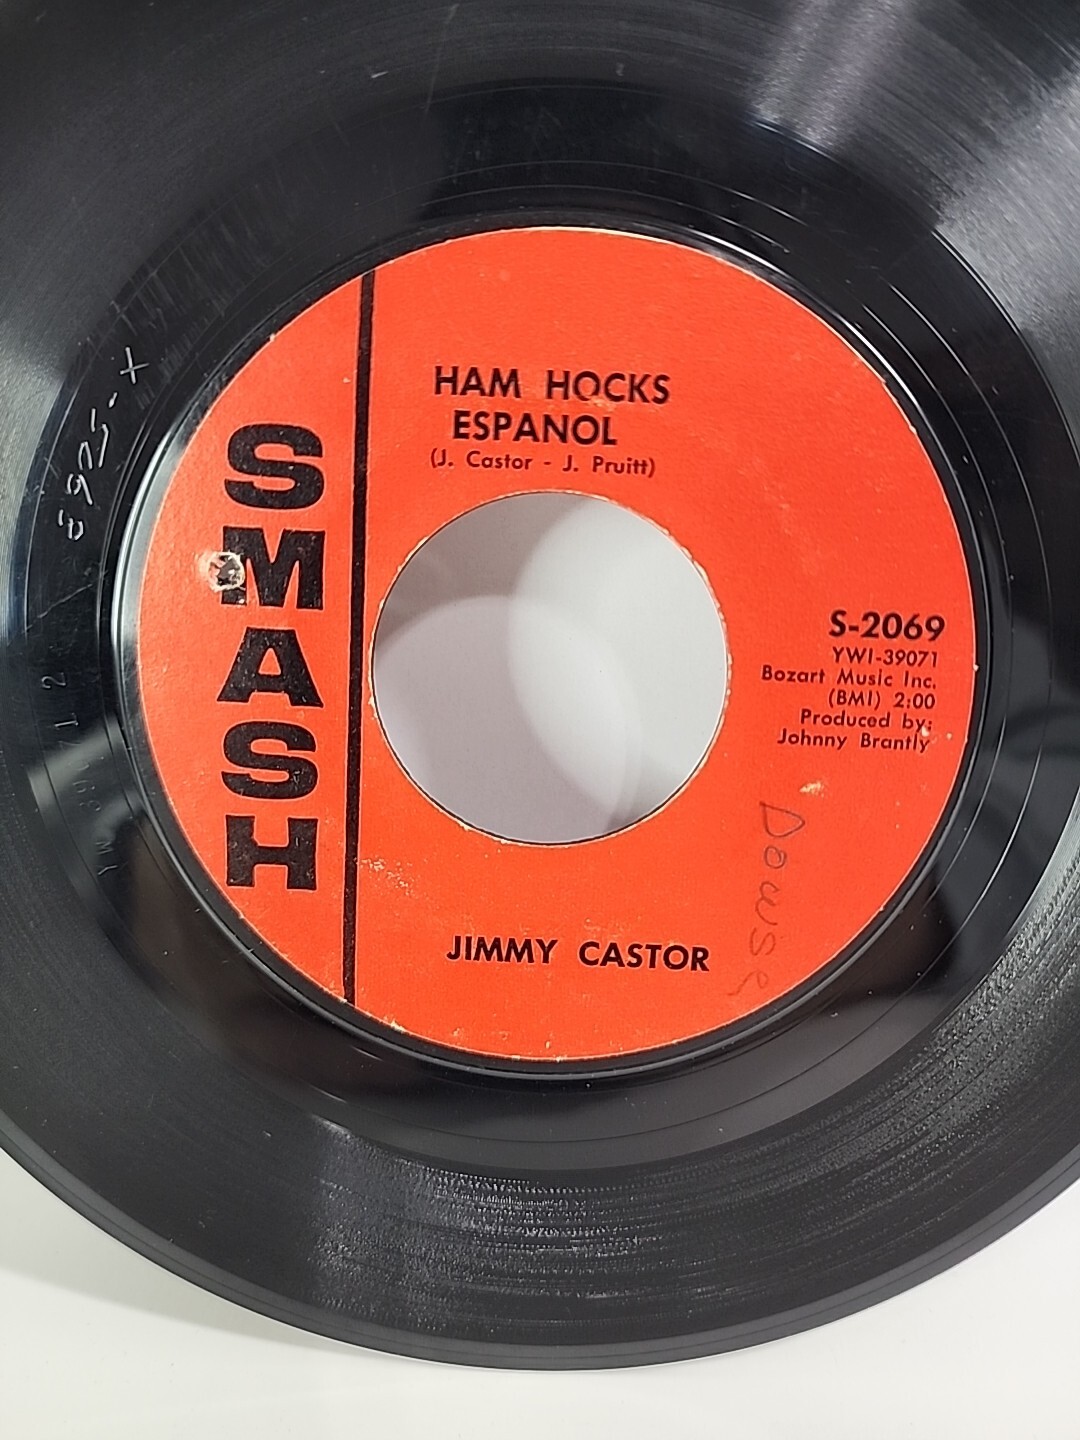 HAM HOCKS
ESPANOL
(J. Castor - J. Pruitt)
SMASH
S-2069
YW1-39071
Bozart Music Inc.
(BMI) 2:00
Produced by:
Johnny Brantly
JIMMY CASTOR
Dowse